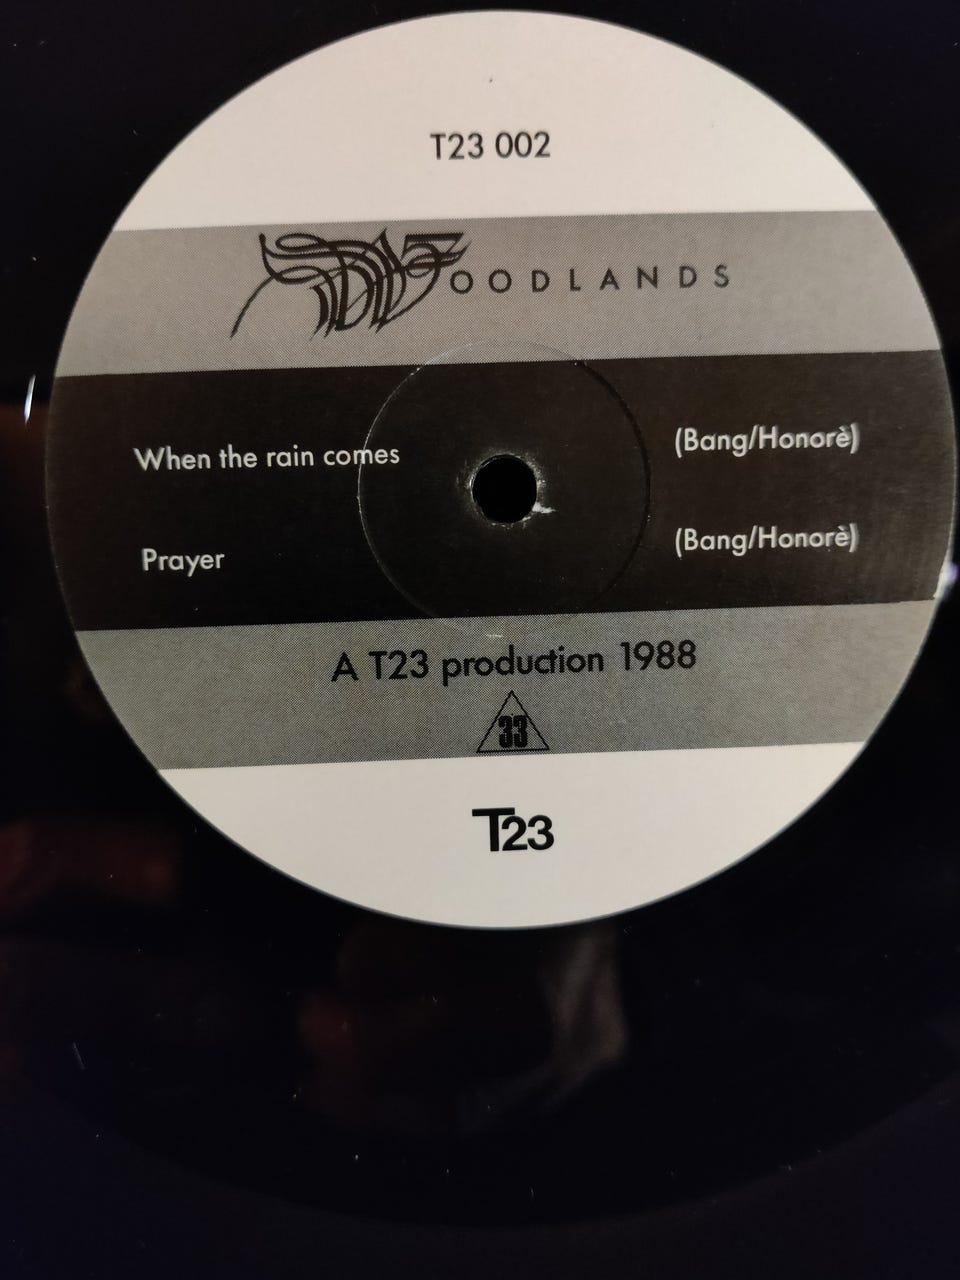 T23 002
WOODLANDS
When the rain comes (Bang/Honorè)
Prayer (Bang/Honorè)
A T23 production 1988
33
T23